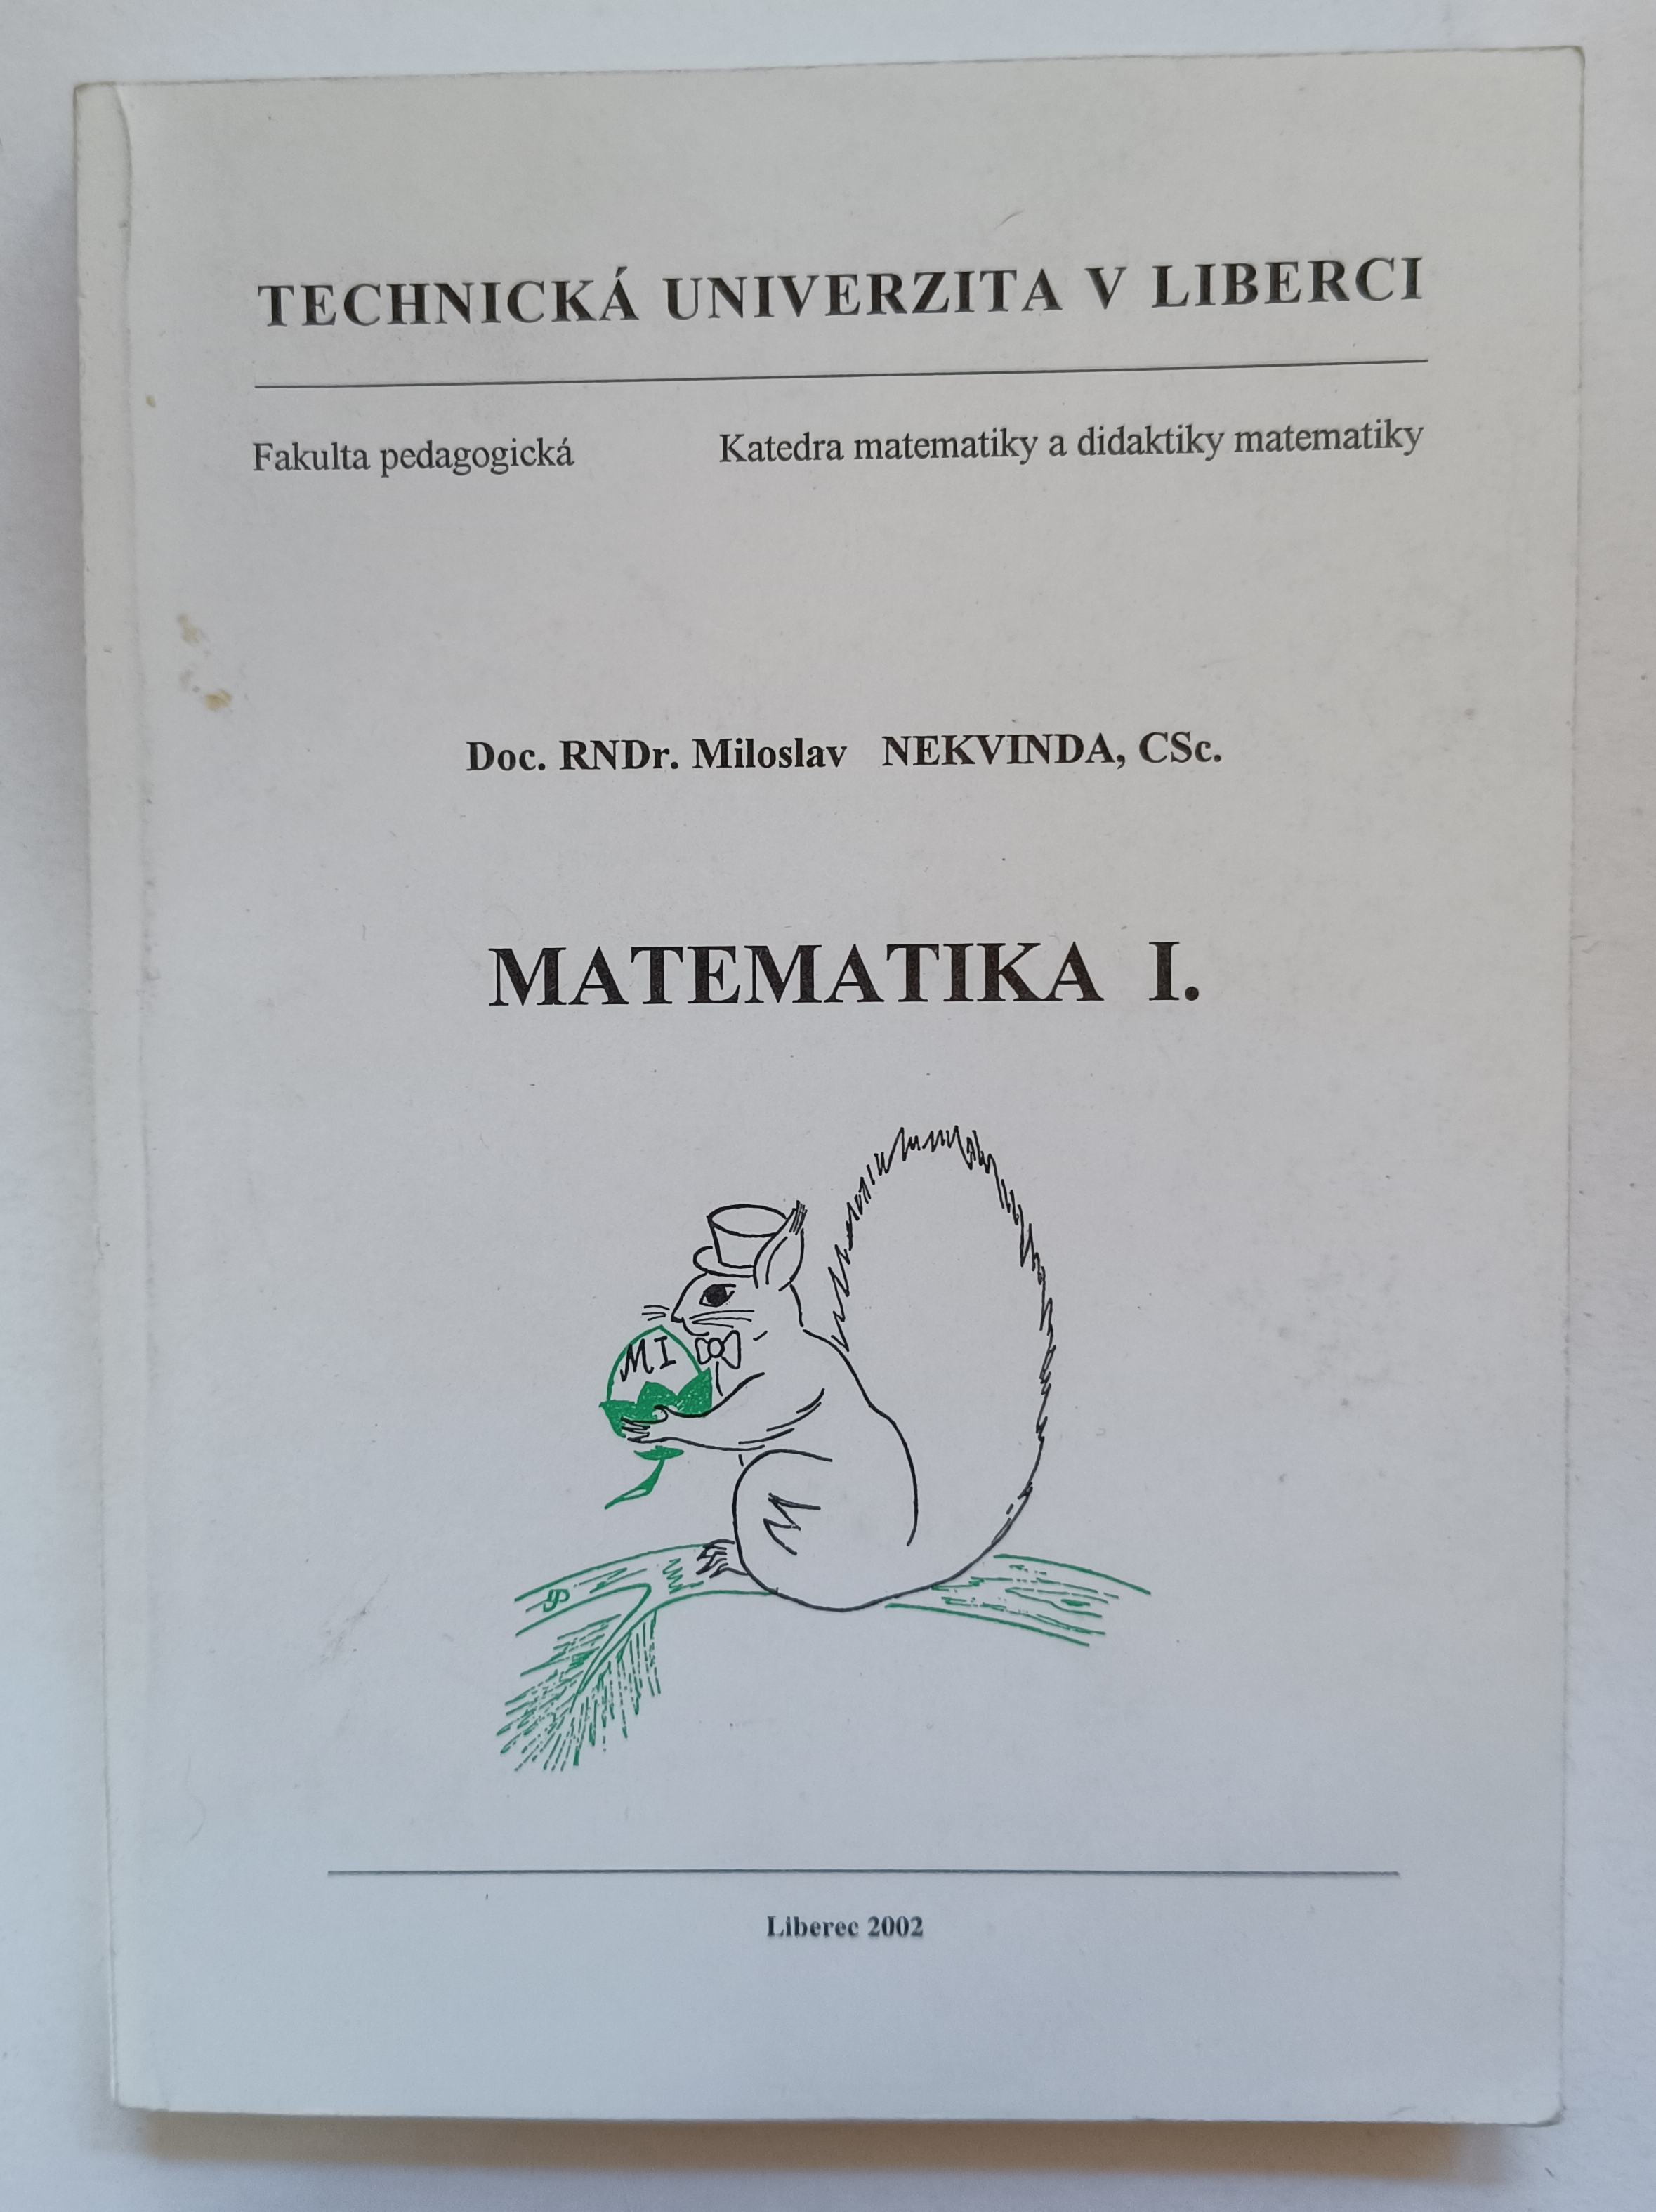 TECHNICKÁ UNIVERZITA V LIBERCI
Fakulta pedagogická Katedra matematiky a didaktiky matematiky
Doc. RNDr. Miloslav NEKVINDA, CSc.
MATEMATIKA I.
MI
Liberec 2002